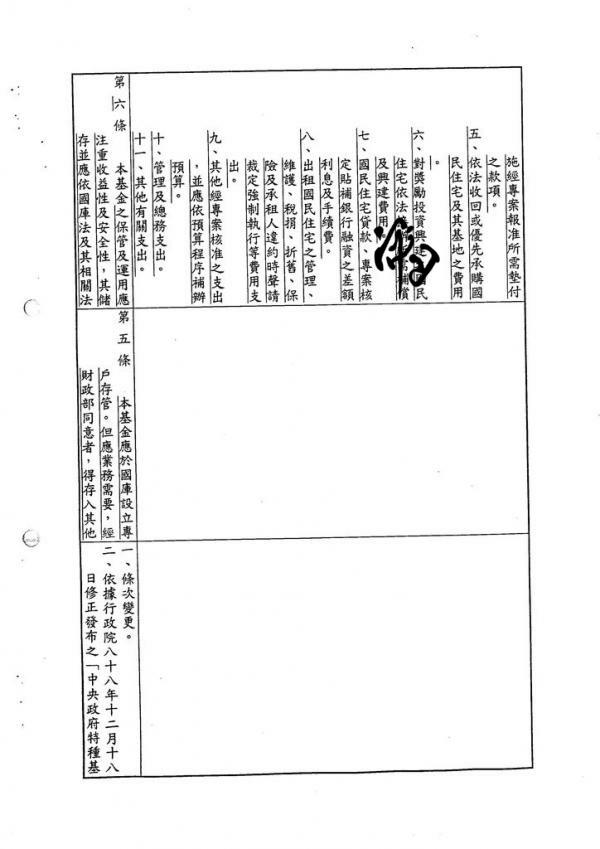 施經專案報准所需墊付
之款項。
五、依法收回或優先承購國
民住宅及其基地之費用
。
六、對獎勵投資興建國民
住宅依法補償
及興建費用
七、國民住宅貸款、專案核
定貼補銀行融資之差額
利息及手續費。
八、出租國民住宅之管理、
維護、稅捐、折舊、保
險及承租人違約時聲請
裁定強制執行等費用支
出。
九、其他經專案核准之支出
，並應依預算程序補辦
預算。
十、管理及總務支出。
十一、其他有關支出。
第六條　本基金之保管及運用應
注重收益性及安全性，其儲
存並應依國庫法及其相關法
第五條　本基金應於國庫設立專
戶存管。但應業務需要，經
財政部同意者，得存入其他
一、條次變更。
二、依據行政院八十八年十二月十八
日修正發布之「中央政府特種基